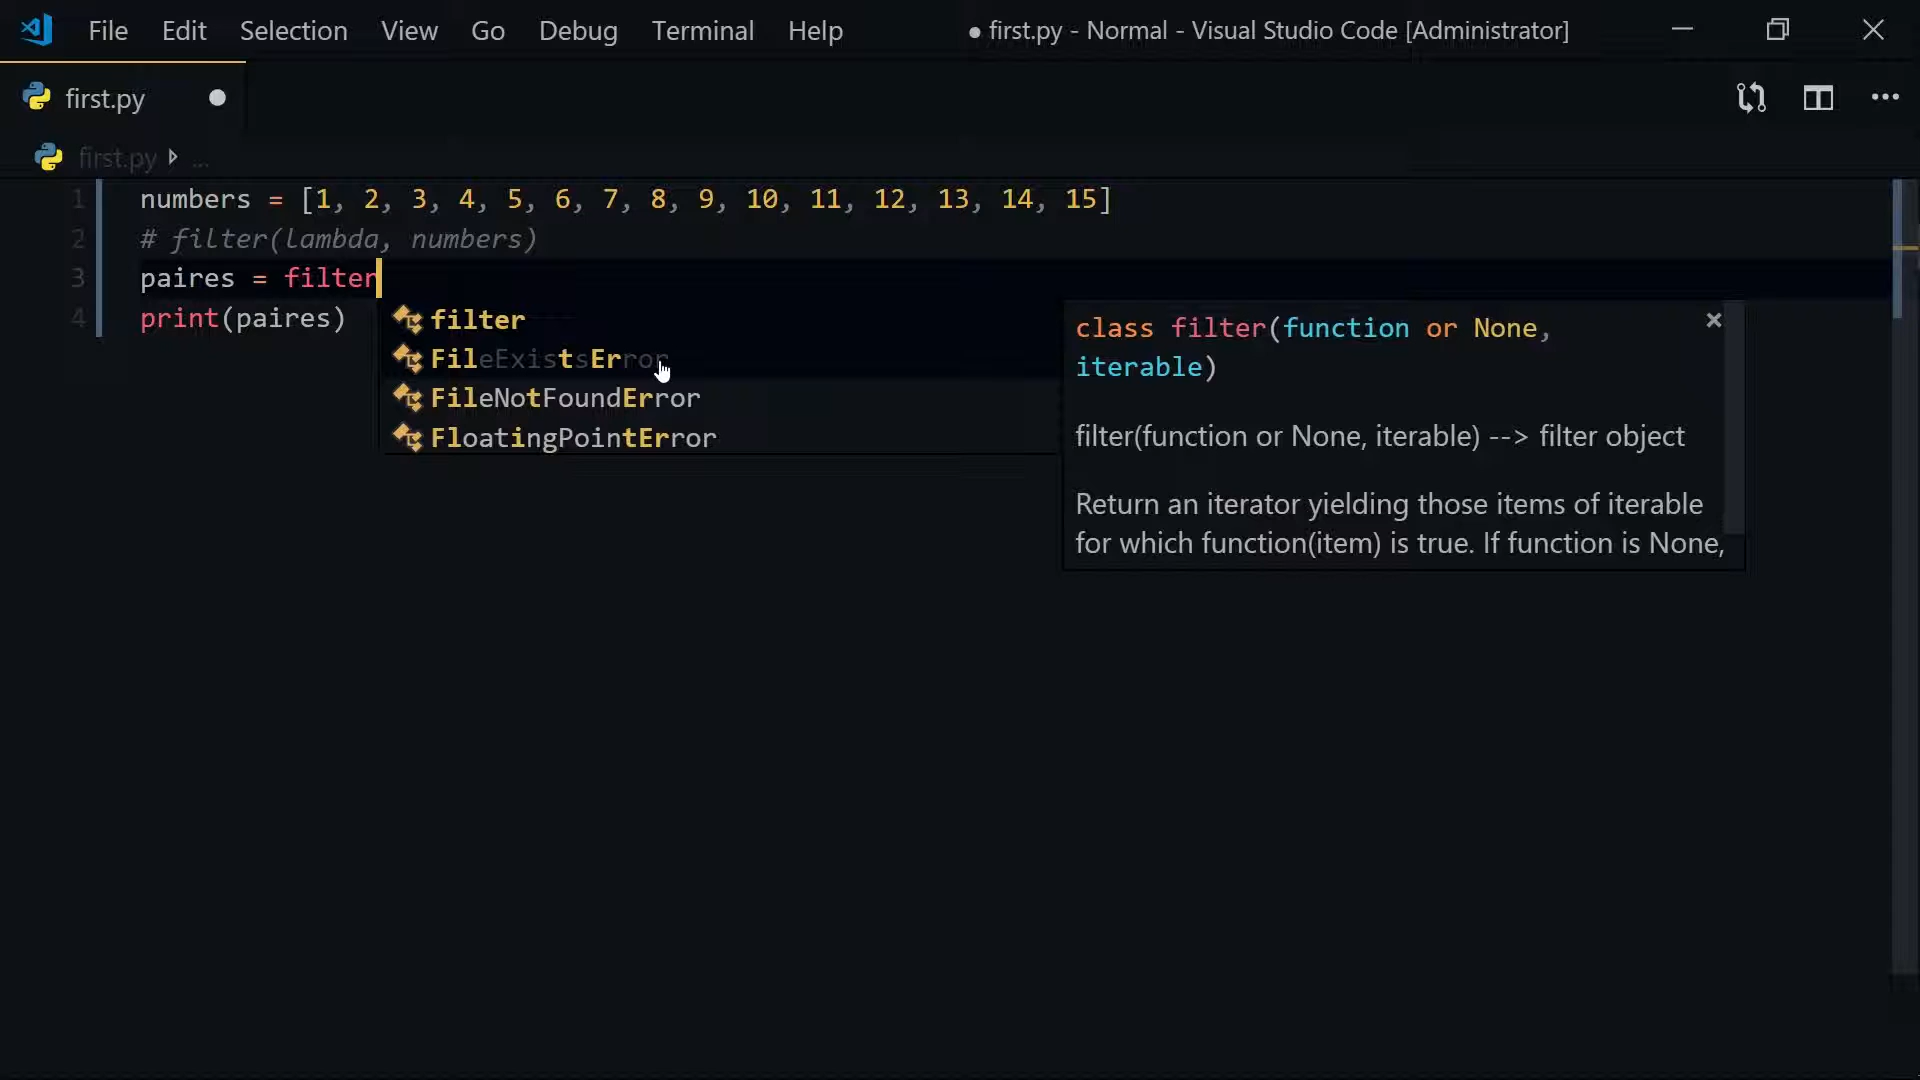 File Edit Selection View Go Debug Terminal Help ● first.py - Normal - Visual Studio Code [Administrator]
first.py
first.py ...
1 numbers = [1, 2, 3, 4, 5, 6, 7, 8, 9, 10, 11, 12, 13, 14, 15]
2 # filter(lambda, numbers)
3 paires = filter
4 print(paires)
filter
FileExistsError
FileNotFoundError
FloatingPointError
class filter(function or None,
iterable)
filter(function or None, iterable) --> filter object
Return an iterator yielding those items of iterable
for which function(item) is true. If function is None,